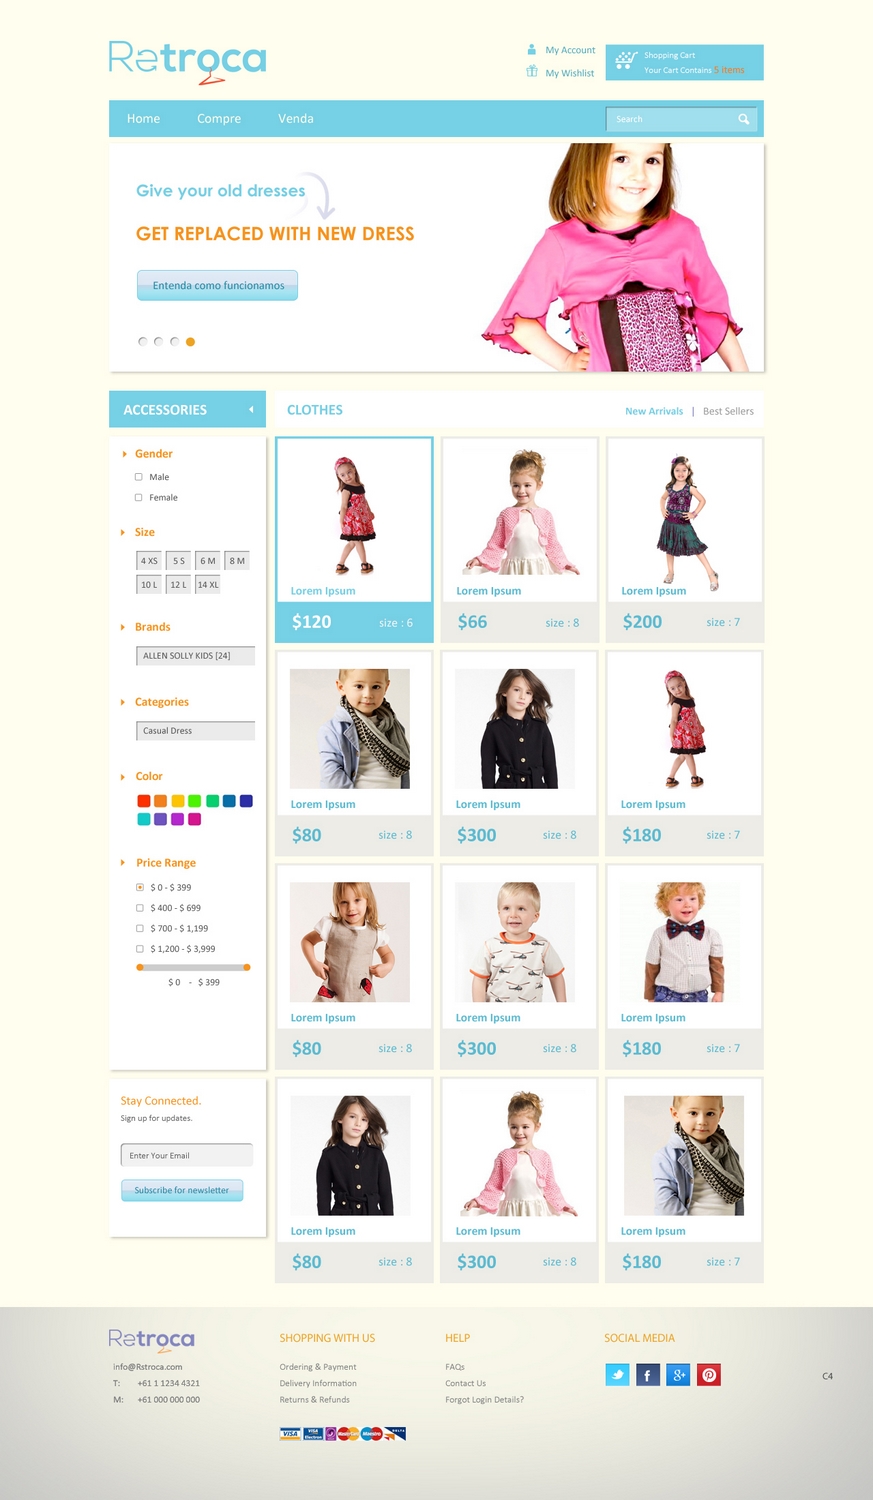 Retroca
My Account
My Wishlist
Shopping Cart
Your Cart Contains 5 items
Home
Compre
Venda
Search
Give your old dresses
GET REPLACED WITH NEW DRESS
Entenda como funcionamos
ACCESSORIES
CLOTHES
New Arrivals | Best Sellers
Gender
Male
Female
Size
4 XS 5 S 6 M 8 M
10 L 12 L 14 XL
Brands
ALLEN SOLLY KIDS [24]
Categories
Casual Dress
Color
Price Range
$ 0 - $ 399
$ 400 - $ 699
$ 700 - $ 1,199
$ 1,200 - $ 3,999
$ 0 - $ 399
Stay Connected.
Sign up for updates.
Enter Your Email
Subscribe for newsletter
Lorem Ipsum
$120 size : 6
Lorem Ipsum
$66 size : 8
Lorem Ipsum
$200 size : 7
Lorem Ipsum
$80 size : 8
Lorem Ipsum
$300 size : 8
Lorem Ipsum
$180 size : 7
Lorem Ipsum
$80 size : 8
Lorem Ipsum
$300 size : 8
Lorem Ipsum
$180 size : 7
Lorem Ipsum
$80 size : 8
Lorem Ipsum
$300 size : 8
Lorem Ipsum
$180 size : 7
Retroca
info@Rstroca.com
T: +61 1 1234 4321
M: +61 000 000 000
SHOPPING WITH US
Ordering & Payment
Delivery Information
Returns & Refunds
VISA VISA Electron MasterCard Maestro DELTA
HELP
FAQs
Contact Us
Forgot Login Details?
SOCIAL MEDIA
C4